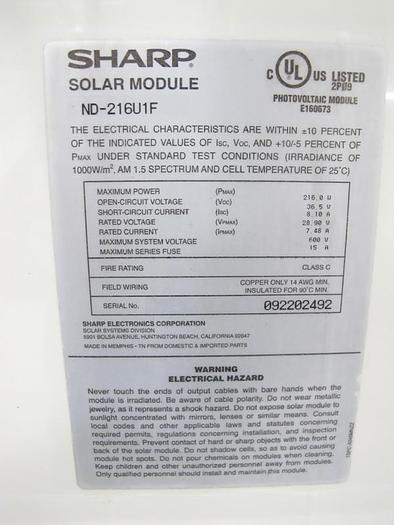 SHARP
SOLAR MODULE
ND-216U1F
C UL US LISTED
2P09
PHOTOVOLTAIC MODULE
E160673
THE ELECTRICAL CHARACTERISTICS ARE WITHIN ±10 PERCENT
OF THE INDICATED VALUES OF Isc, Voc, AND +10/-5 PERCENT OF
PMAX UNDER STANDARD TEST CONDITIONS (IRRADIANCE OF
1000W/m², AM 1.5 SPECTRUM AND CELL TEMPERATURE OF 25°C)
MAXIMUM POWER (PMAX) 216.0 W
OPEN-CIRCUIT VOLTAGE (Voc) 36.5 V
SHORT-CIRCUIT CURRENT (Isc) 8.10 A
RATED VOLTAGE (VPMAX) 28.90 V
RATED CURRENT (IPMAX) 7.48 A
MAXIMUM SYSTEM VOLTAGE 600 V
MAXIMUM SERIES FUSE 15 A
FIRE RATING CLASS C
FIELD WIRING COPPER ONLY 14 AWG MIN.
INSULATED FOR 90°C MIN.
SERIAL No. 092202492
SHARP ELECTRONICS CORPORATION
SOLAR SYSTEMS DIVISION
5901 BOLSA AVENUE, HUNTINGTON BEACH, CALIFORNIA 92647
MADE IN MEMPHIS - TN FROM DOMESTIC & IMPORTED PARTS
WARNING
ELECTRICAL HAZARD
Never touch the ends of output cables with bare hands when the
module is irradiated. Be aware of cable polarity. Do not wear metallic
jewelry, as it represents a shock hazard. Do not expose module to
sunlight concentrated with mirrors, lenses or similar means. Consult
local codes and other applicable laws and statutes concerning
required permits, regulations concerning installation, and inspection
requirements. Prevent contact of hard or sharp objects with the front or
back of the solar module. Do not shadow cells, so as to avoid causing
module hot spots. Do not pour chemicals on modules when cleaning.
Keep children and other unauthorized personnel away from modules.
Only qualified personnel should install and maintain this module.